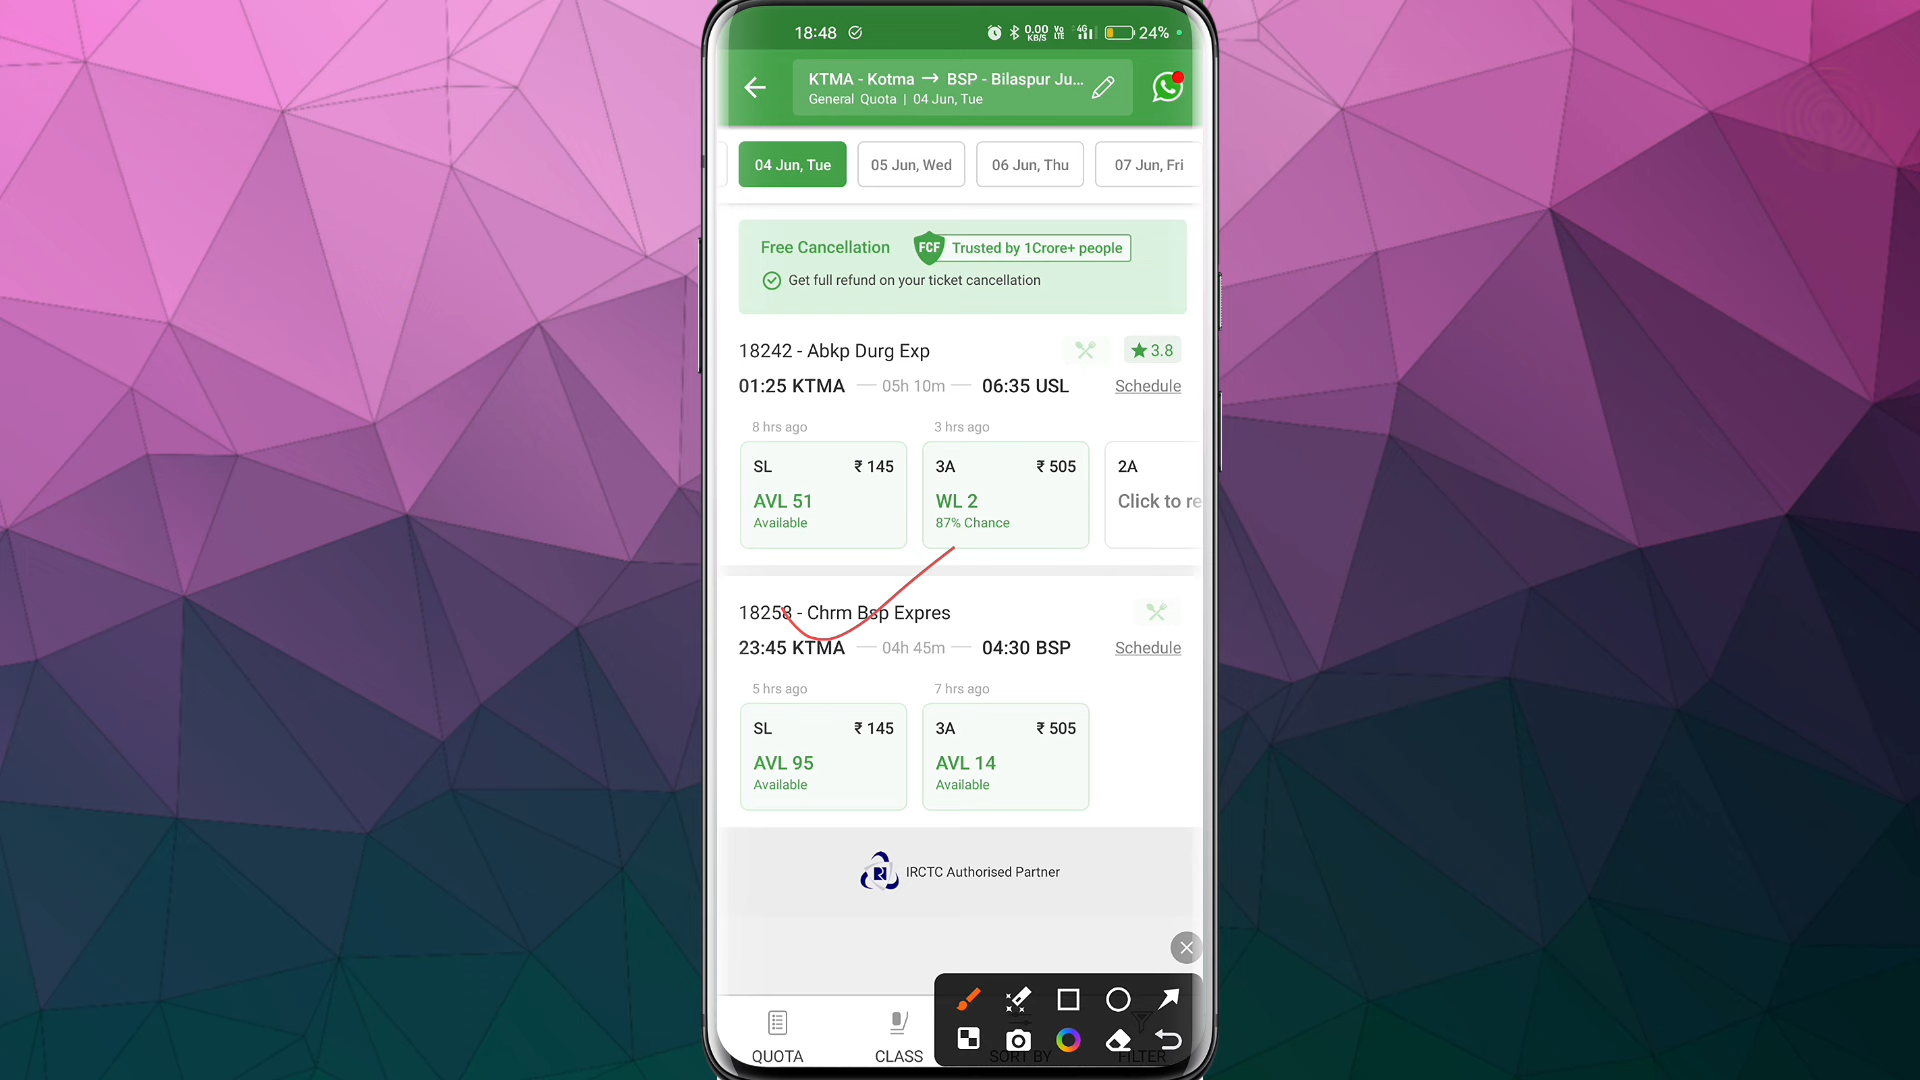 18:48
0.00 KB/S
Vo LTE
4G
24%
KTMA - Kotma → BSP - Bilaspur Ju...
General Quota | 04 Jun, Tue
04 Jun, Tue
05 Jun, Wed
06 Jun, Thu
07 Jun, Fri
Free Cancellation
FCF
Trusted by 1Crore+ people
Get full refund on your ticket cancellation
18242 - Abkp Durg Exp
3.8
01:25 KTMA
05h 10m
06:35 USL
Schedule
8 hrs ago
3 hrs ago
SL ₹ 145
3A ₹ 505
2A
AVL 51
WL 2
Click to re
Available
87% Chance
18258 - Chrm Bsp Expres
23:45 KTMA
04h 45m
04:30 BSP
Schedule
5 hrs ago
7 hrs ago
SL ₹ 145
3A ₹ 505
AVL 95
AVL 14
Available
Available
IRCTC Authorised Partner
QUOTA
CLASS
SORT BY
FILTER